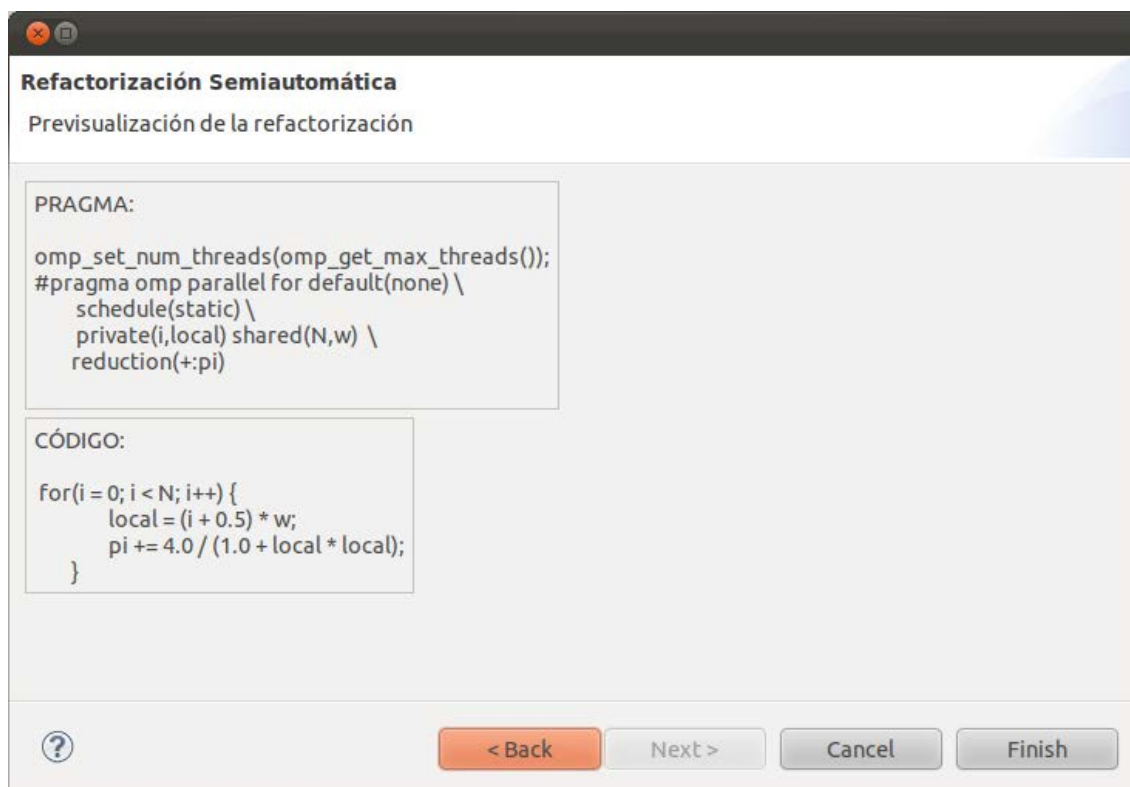 Refactorización Semiautomática
Previsualización de la refactorización
PRAGMA:
omp_set_num_threads(omp_get_max_threads());
#pragma omp parallel for default(none) \
schedule(static) \
private(i,local) shared(N,w) \
reduction(+:pi)
CÓDIGO:
for(i = 0; i < N; i++) {
local = (i + 0.5) * w;
pi += 4.0 / (1.0 + local * local);
}
? < Back Next > Cancel Finish